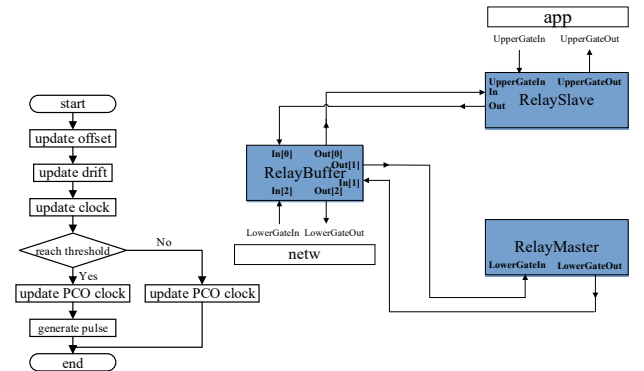 start
update offset
update drift
update clock
reach threshold
No
Yes
update PCO clock
update PCO clock
generate pulse
end
app
UpperGateIn UpperGateOut
UpperGateIn UpperGateOut
In
RelaySlave
Out
In[0] Out[0]
Out[1]
RelayBuffer
In[1]
In[2] Out[2]
LowerGateIn LowerGateOut
netw
RelayMaster
LowerGateIn LowerGateOut